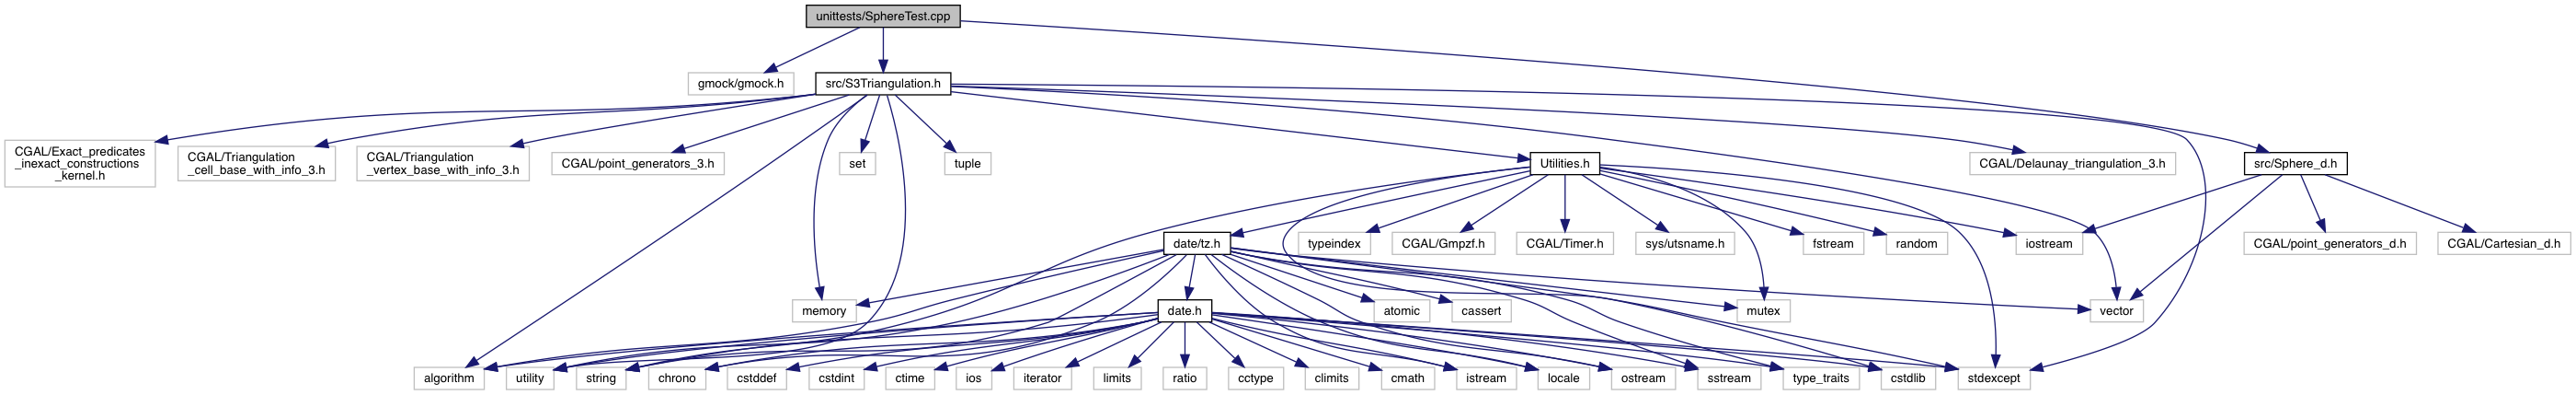 unittests/SphereTest.cpp
gmock/gmock.h
src/S3Triangulation.h
CGAL/Exact_predicates
_inexact_constructions
_kernel.h
CGAL/Triangulation
_cell_base_with_info_3.h
CGAL/Triangulation
_vertex_base_with_info_3.h
CGAL/point_generators_3.h
set
tuple
Utilities.h
CGAL/Delaunay_triangulation_3.h
src/Sphere_d.h
date/tz.h
typeindex
CGAL/Gmpzf.h
CGAL/Timer.h
sys/utsname.h
fstream
random
iostream
CGAL/point_generators_d.h
CGAL/Cartesian_d.h
memory
date.h
atomic
cassert
mutex
vector
algorithm
utility
string
chrono
cstddef
cstdint
ctime
ios
iterator
limits
ratio
cctype
climits
cmath
istream
locale
ostream
sstream
type_traits
cstdlib
stdexcept